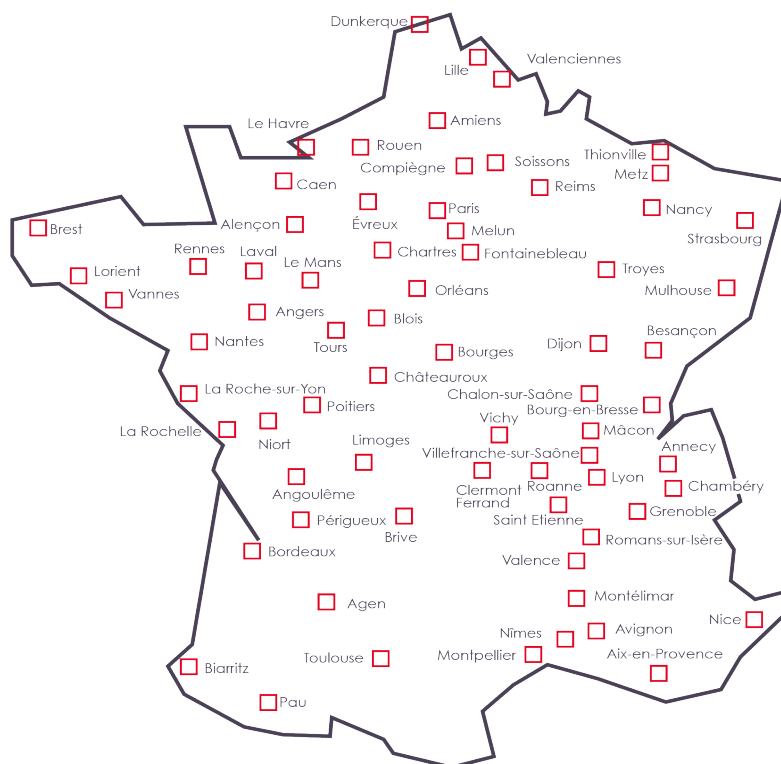 Dunkerque
Lille
Valenciennes
Amiens
Le Havre
Rouen
Compiègne
Soissons
Thionville
Metz
Caen
Reims
Évreux
Paris
Nancy
Alençon
Melun
Strasbourg
Brest
Chartres
Fontainebleau
Rennes
Laval
Le Mans
Troyes
Lorient
Vannes
Orléans
Mulhouse
Angers
Blois
Tours
Nantes
Bourges
Dijon
Besançon
Châteauroux
La Roche-sur-Yon
Chalon-sur-Saône
Poitiers
Bourg-en-Bresse
La Rochelle
Niort
Vichy
Mâcon
Limoges
Villefranche-sur-Saône
Annecy
Angoulême
Clermont
Ferrand
Roanne
Lyon
Chambéry
Périgueux
Brive
Saint Etienne
Grenoble
Bordeaux
Romans-sur-Isère
Valence
Agen
Montélimar
Nice
Nîmes
Avignon
Biarritz
Toulouse
Montpellier
Aix-en-Provence
Pau